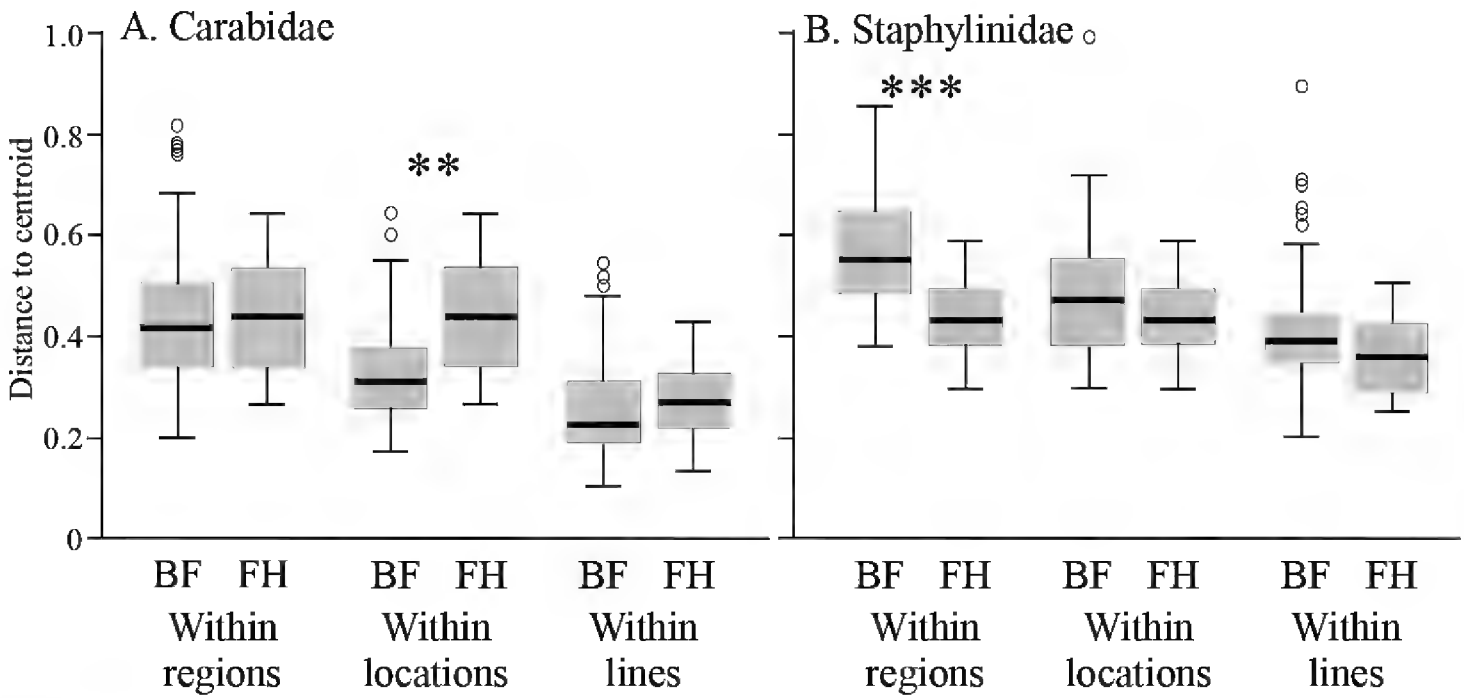 A. Carabidae
B. Staphylinidae
Distance to centroid
1.0
0.8
0.6
0.4
0.2
0
**
***
BF FH BF FH BF FH
Within regions
Within locations
Within lines
BF FH BF FH BF FH
Within regions
Within locations
Within lines